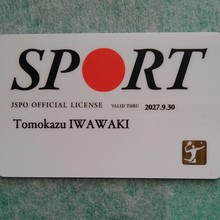 SPORT
JSPO OFFICIAL LICENSE VALID THRU 2027.9.30
Tomokazu IWAWAKI